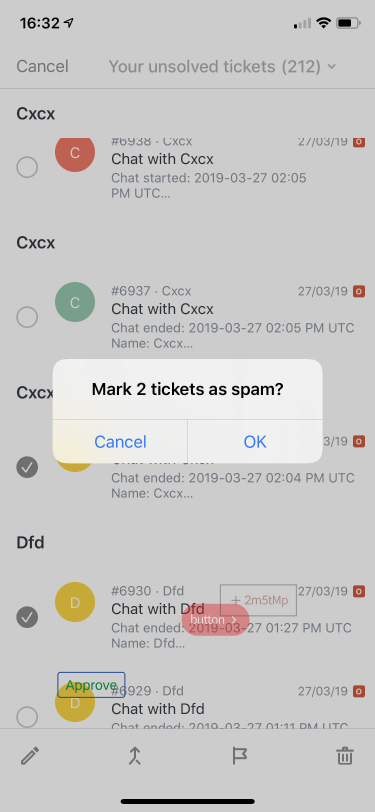 16:32
Cancel Your unsolved tickets (212)
Cxcx
#6938 · Cxcx 27/03/19 O
C
Chat with Cxcx
Chat started: 2019-03-27 02:05
PM UTC...
Cxcx
#6937 · Cxcx 27/03/19 O
C
Chat with Cxcx
Chat ended: 2019-03-27 02:05 PM UTC
Name: Cxcx...
Mark 2 tickets as spam?
Cancel OK
Cxcx
3/19 O
Chat ended: 2019-03-27 02:04 PM UTC
Name: Cxcx...
Dfd
#6930 · Dfd 27/03/19 O
+ 2m5tMp
D
Chat with Dfd
button >
Chat ended: 2019-03-27 01:27 PM UTC
Name: Dfd...
Approve
#6929 · Dfd 27/03/19 O
D
Chat with Dfd
Chat ended: 2019-03-27 01:11 PM UTC